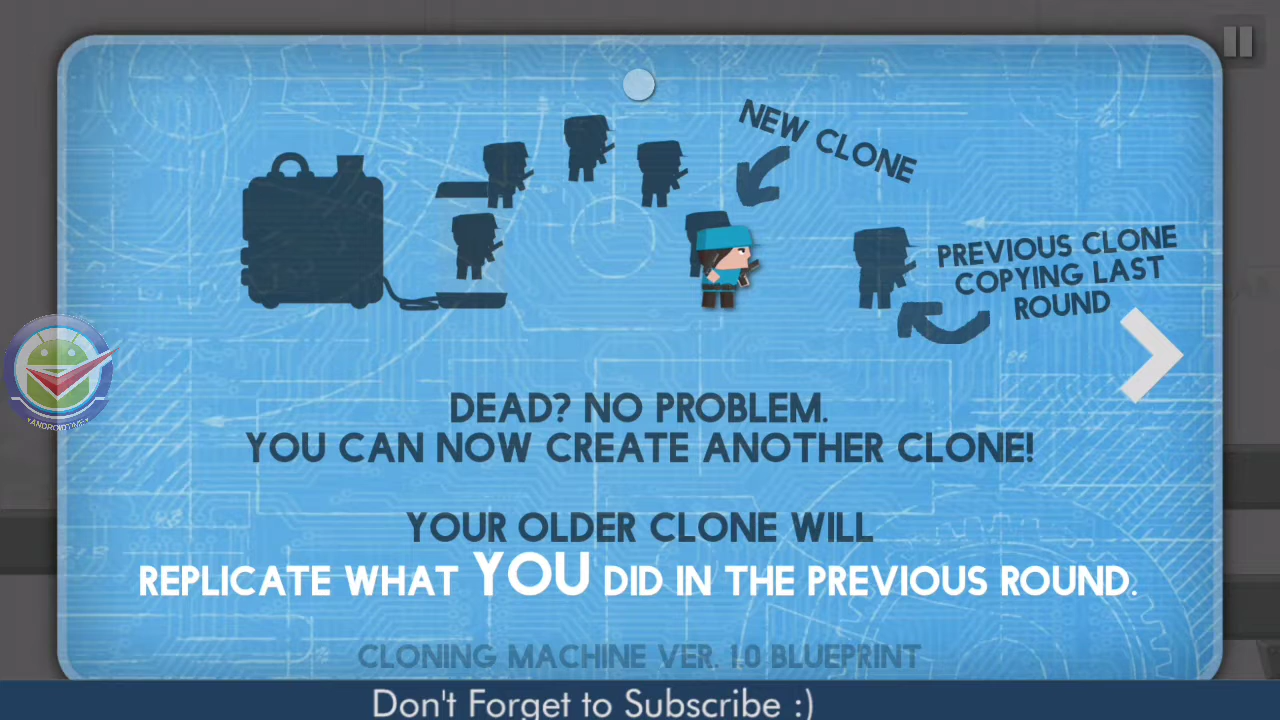 NEW CLONE
PREVIOUS CLONE
COPYING LAST
ROUND
DEAD? NO PROBLEM.
YOU CAN NOW CREATE ANOTHER CLONE!
YOUR OLDER CLONE WILL
REPLICATE WHAT YOU DID IN THE PREVIOUS ROUND.
CLONING MACHINE VER. 1.0 BLUEPRINT
Don't Forget to Subscribe :)